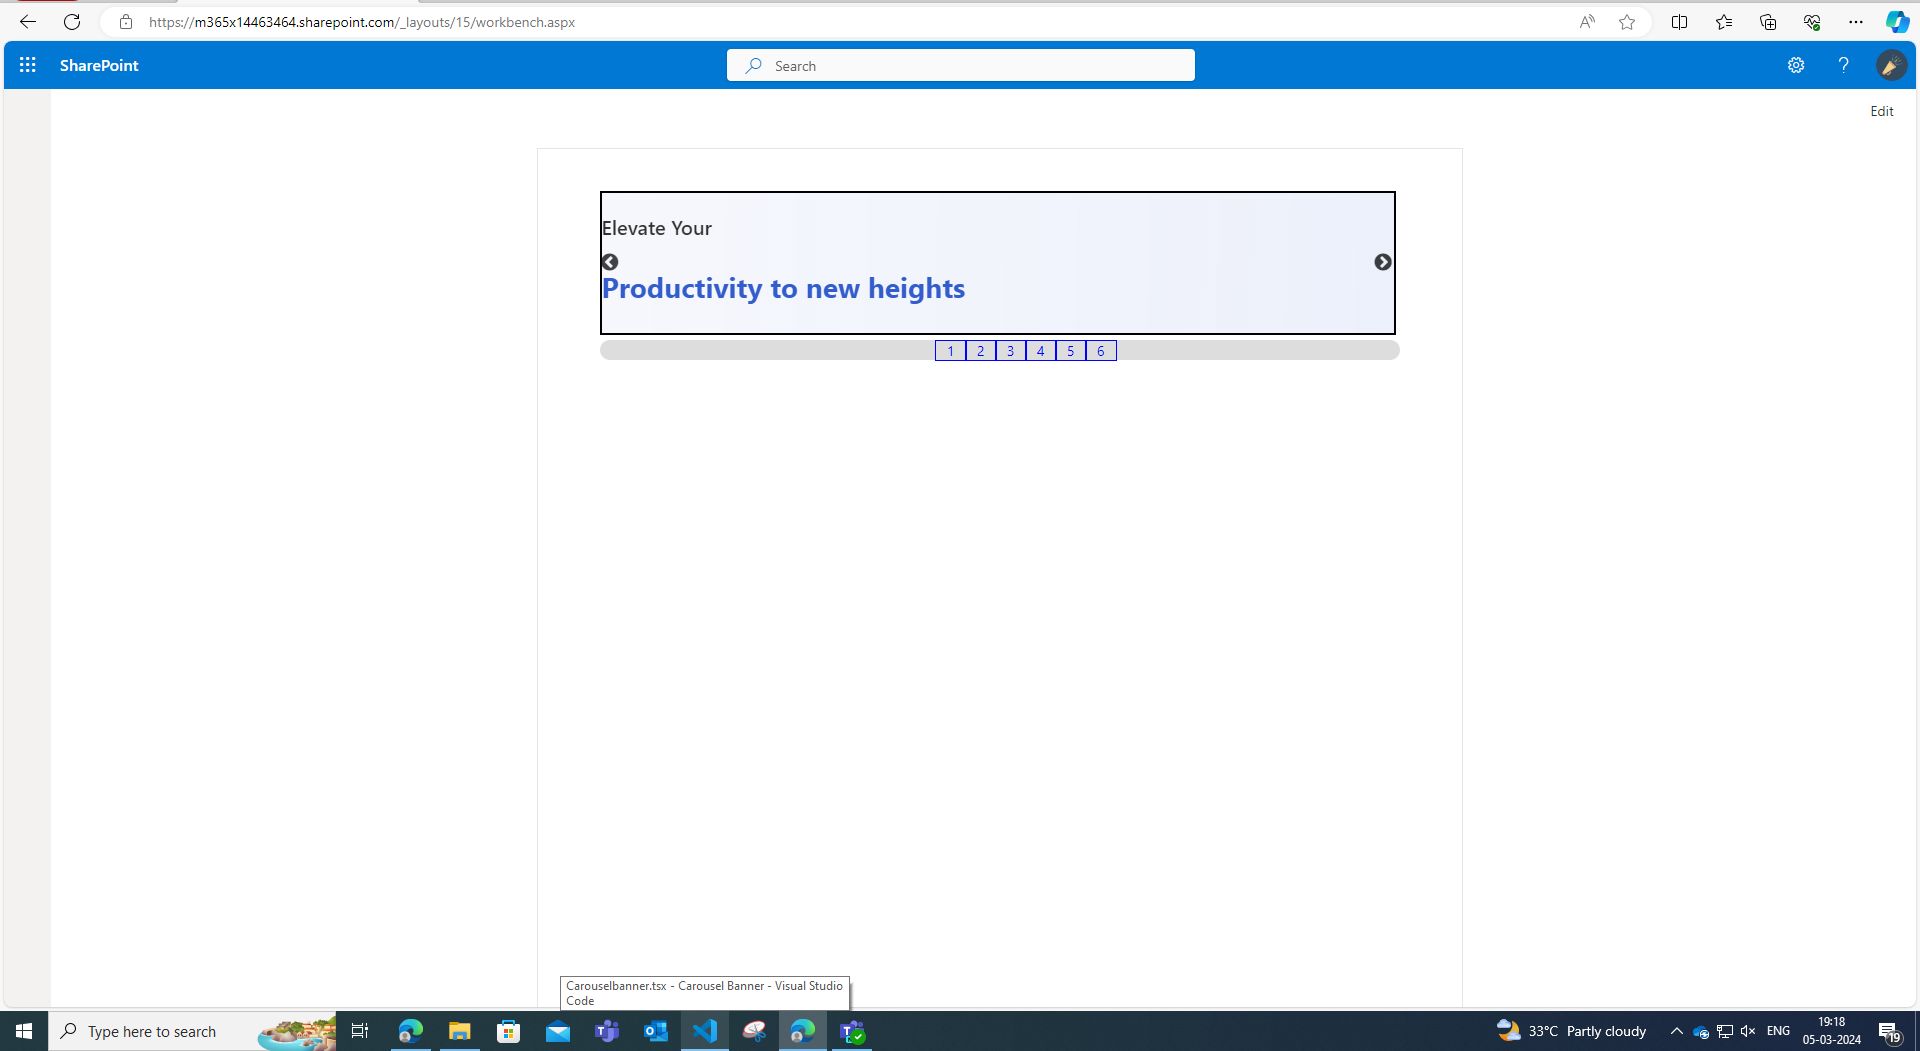 https://m365x14463464.sharepoint.com/_layouts/15/workbench.aspx
SharePoint
Search
Edit
Elevate Your
Productivity to new heights
1 2 3 4 5 6
Carouselbanner.tsx - Carousel Banner - Visual Studio
Code
Type here to search
33°C Partly cloudy
ENG
19:18
05-03-2024
19